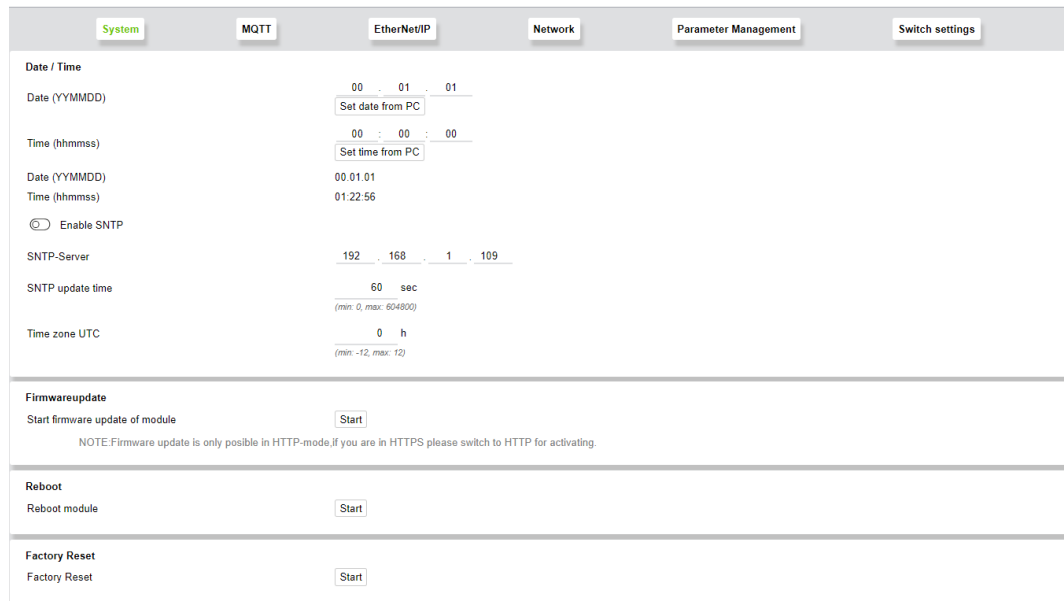 System MQTT EtherNet/IP Network Parameter Management Switch settings
Date / Time
Date (YYMMDD) 00 . 01 . 01
Set date from PC
Time (hhmmss) 00 : 00 : 00
Set time from PC
Date (YYMMDD) 00.01.01
Time (hhmmss) 01:22:56
Enable SNTP
SNTP-Server 192 . 168 . 1 . 109
SNTP update time 60 sec
(min: 0, max: 604800)
Time zone UTC 0 h
(min: -12, max: 12)
Firmwareupdate
Start firmware update of module Start
NOTE:Firmware update is only posible in HTTP-mode,if you are in HTTPS please switch to HTTP for activating.
Reboot
Reboot module Start
Factory Reset
Factory Reset Start